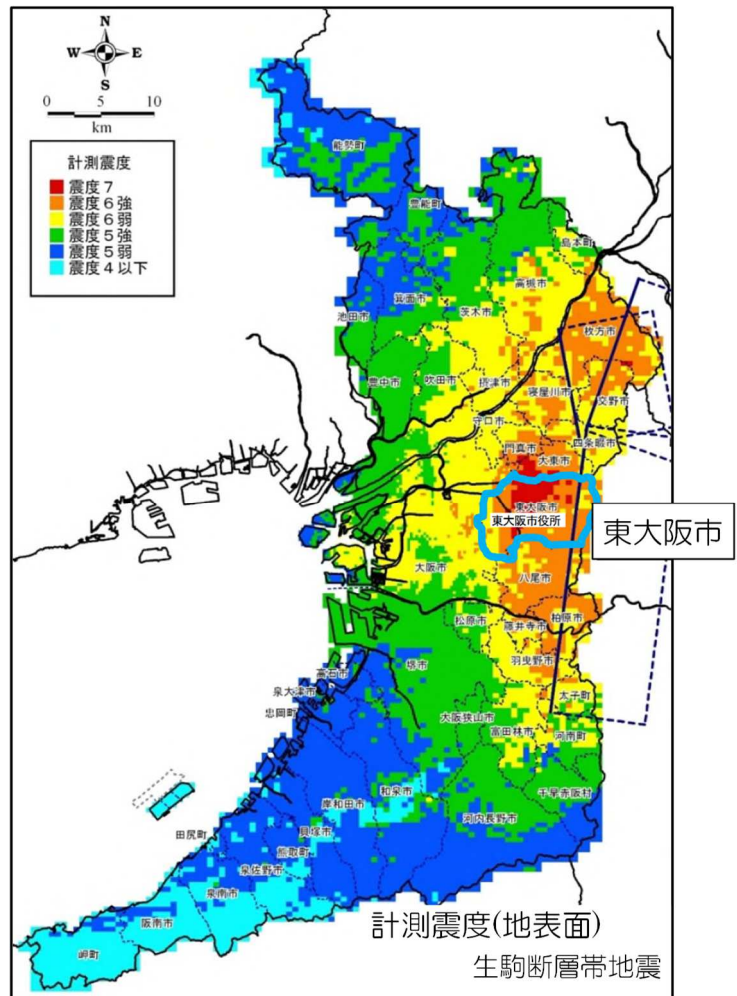 N
W E
S
0 5 10
km
計測震度
震度7
震度6強
震度6弱
震度5強
震度5弱
震度4以下
能勢町
豊能町
島本町
高槻市
茨木市
箕面市
池田市
枚方市
豊中市
吹田市
摂津市
寝屋川市
交野市
守口市
門真市
四条畷市
大東市
東大阪市
東大阪市役所
東大阪市
大阪市
八尾市
松原市
藤井寺市
柏原市
羽曳野市
堺市
高石市
泉大津市
忠岡町
太子町
大阪狭山市
富田林市
河南町
和泉市
岸和田市
千早赤阪村
河内長野市
貝塚市
田尻町
熊取町
泉佐野市
泉南市
阪南市
岬町
計測震度(地表面)
生駒断層帯地震